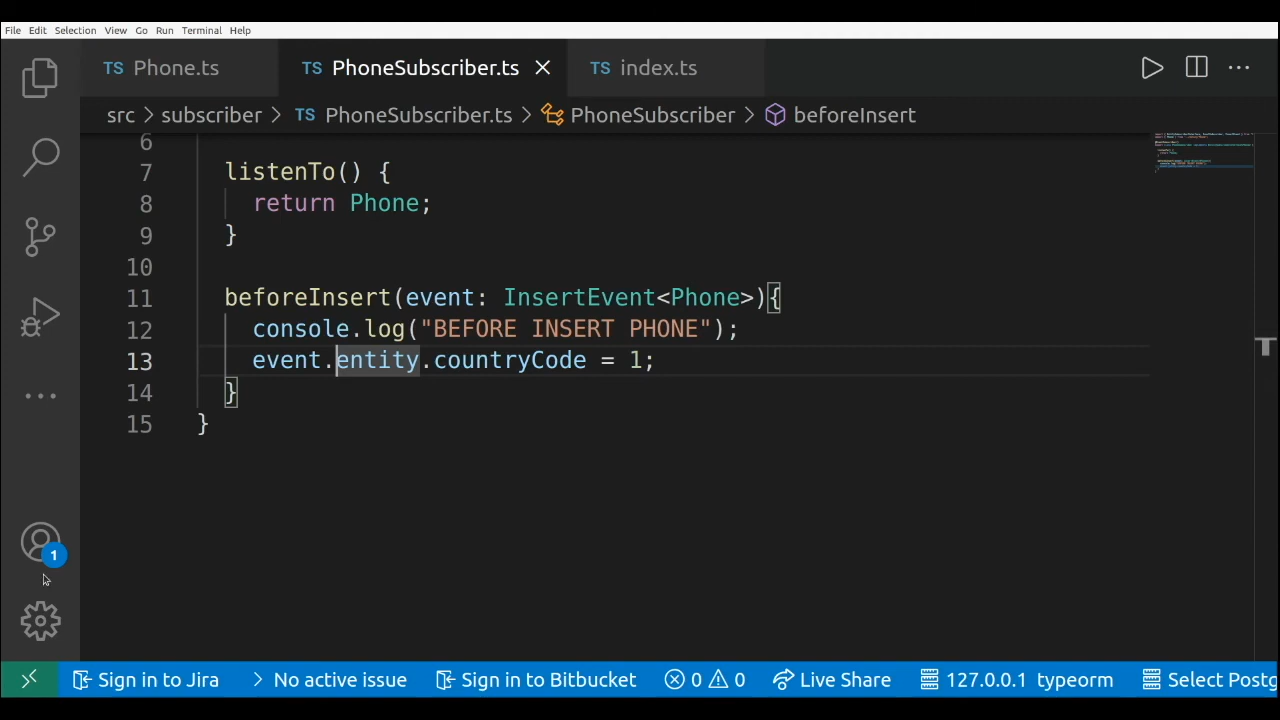 File Edit Selection View Go Run Terminal Help
TS Phone.ts TS PhoneSubscriber.ts TS index.ts
src > subscriber > TS PhoneSubscriber.ts > PhoneSubscriber > beforeInsert
6
7 listenTo() {
8 return Phone;
9 }
10
11 beforeInsert(event: InsertEvent<Phone>){
12 console.log("BEFORE INSERT PHONE");
13 event.entity.countryCode = 1;
14 }
15 }
1
Sign in to Jira No active issue Sign in to Bitbucket 0 0 Live Share 127.0.0.1 typeorm Select Postg